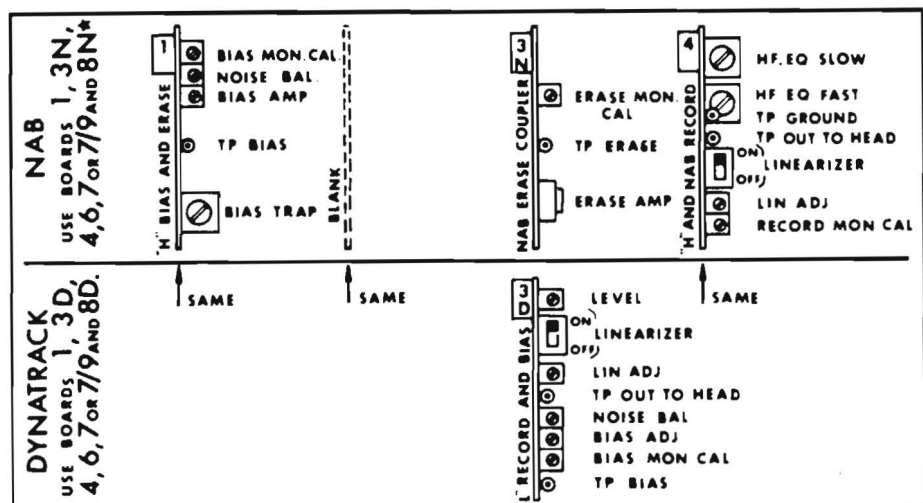 NAB
USE BOARDS 1, 3N,
4,6, 7 OR 7/9 AND 8N*
1
"H" BIAS AND ERASE
BIAS MON. CAL.
NOISE BAL.
BIAS AMP
TP BIAS
BIAS TRAP
BLANK
3
N
NAB ERASE COUPLER
ERASE MON.
CAL
TP ERASE
ERASE AMP
4
"H" AND NAB RECORD
HF. EQ SLOW
HF EQ FAST
TP GROUND
TP OUT TO HEAD
ON
LINEARIZER
OFF
LIN ADJ
RECORD MON CAL
DYNATRACK
USE BOARDS 1, 3D,
4, 6, 7 OR 7/9 AND 8D.
SAME
SAME
3
D
"L" RECORD AND BIAS
LEVEL
ON
LINEARIZER
OFF
LIN ADJ
TP OUT TO HEAD
NOISE BAL
BIAS ADJ
BIAS MON CAL
TP BIAS
SAME